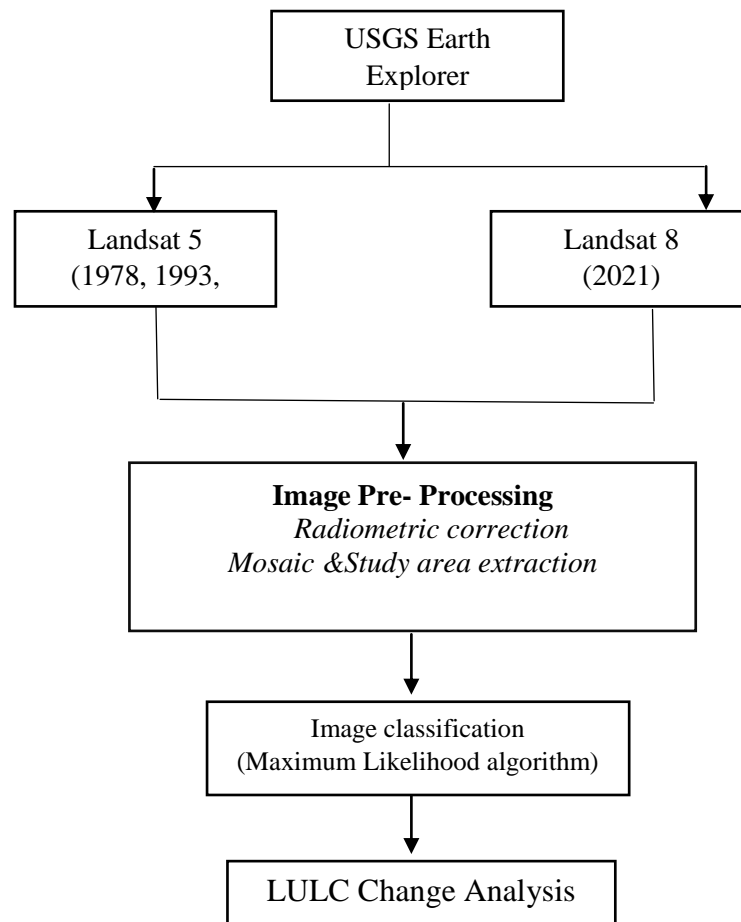 USGS Earth
Explorer
Landsat 5
(1978, 1993,
Landsat 8
(2021)
Image Pre- Processing
Radiometric correction
Mosaic &Study area extraction
Image classification
(Maximum Likelihood algorithm)
LULC Change Analysis